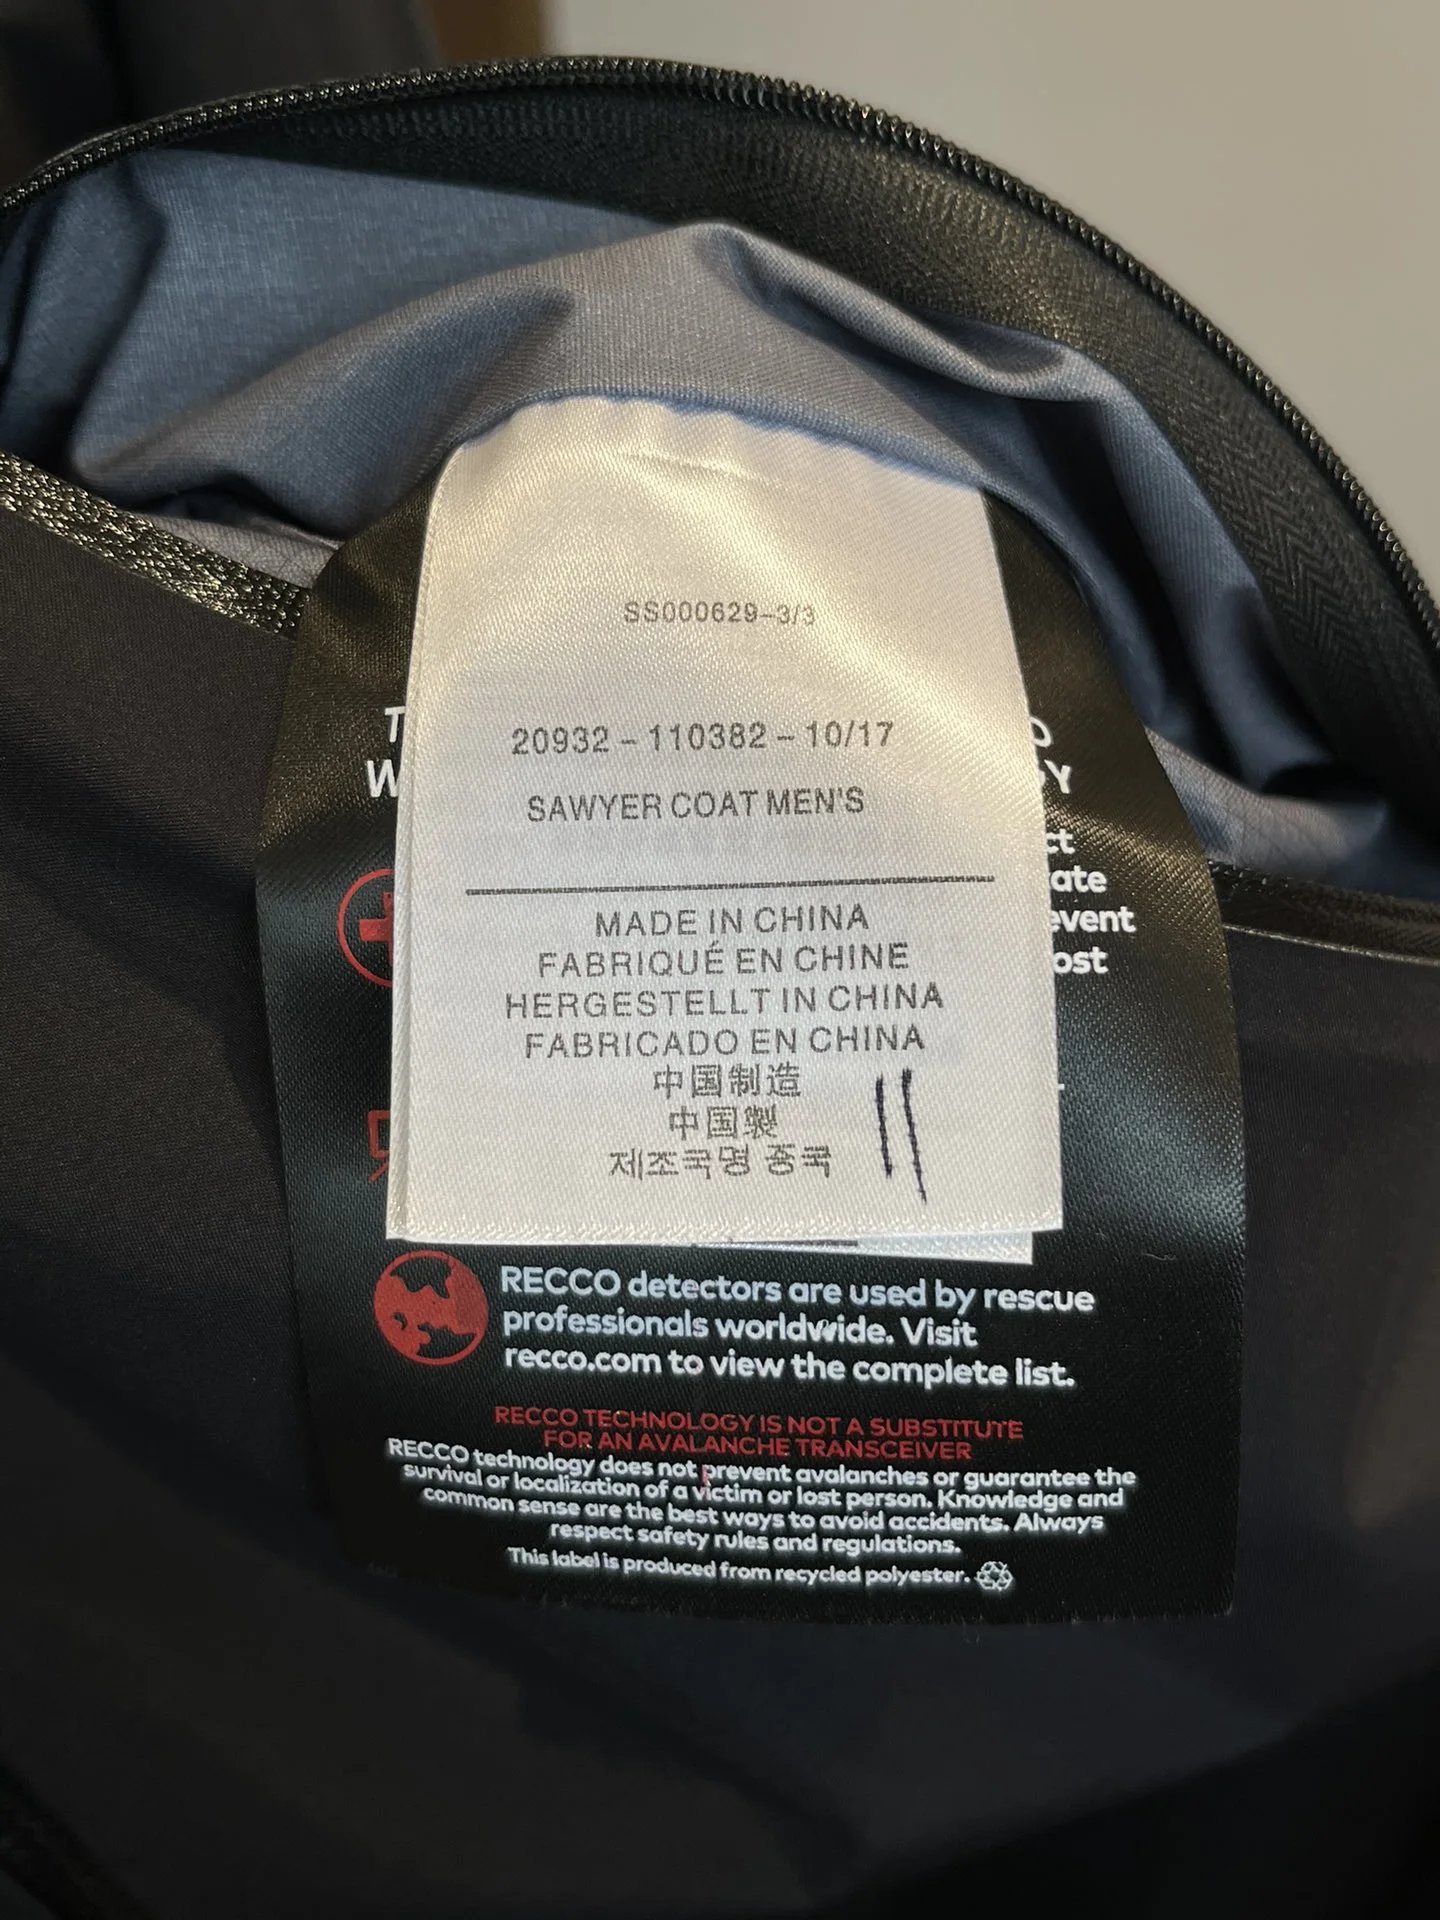 SS000629-3/3
20932 - 110382 - 10/17
SAWYER COAT MEN'S
MADE IN CHINA
FABRIQUÉ EN CHINE
HERGESTELLT IN CHINA
FABRICADO EN CHINA
中国制造
中国製
제조국명 중국
11
RECCO detectors are used by rescue
professionals worldwide. Visit
recco.com to view the complete list.
RECCO TECHNOLOGY IS NOT A SUBSTITUTE
FOR AN AVALANCHE TRANSCEIVER
RECCO technology does not prevent avalanches or guarantee the
survival or localization of a victim or lost person. Knowledge and
common sense are the best ways to avoid accidents. Always
respect safety rules and regulations.
This label is produced from recycled polyester.